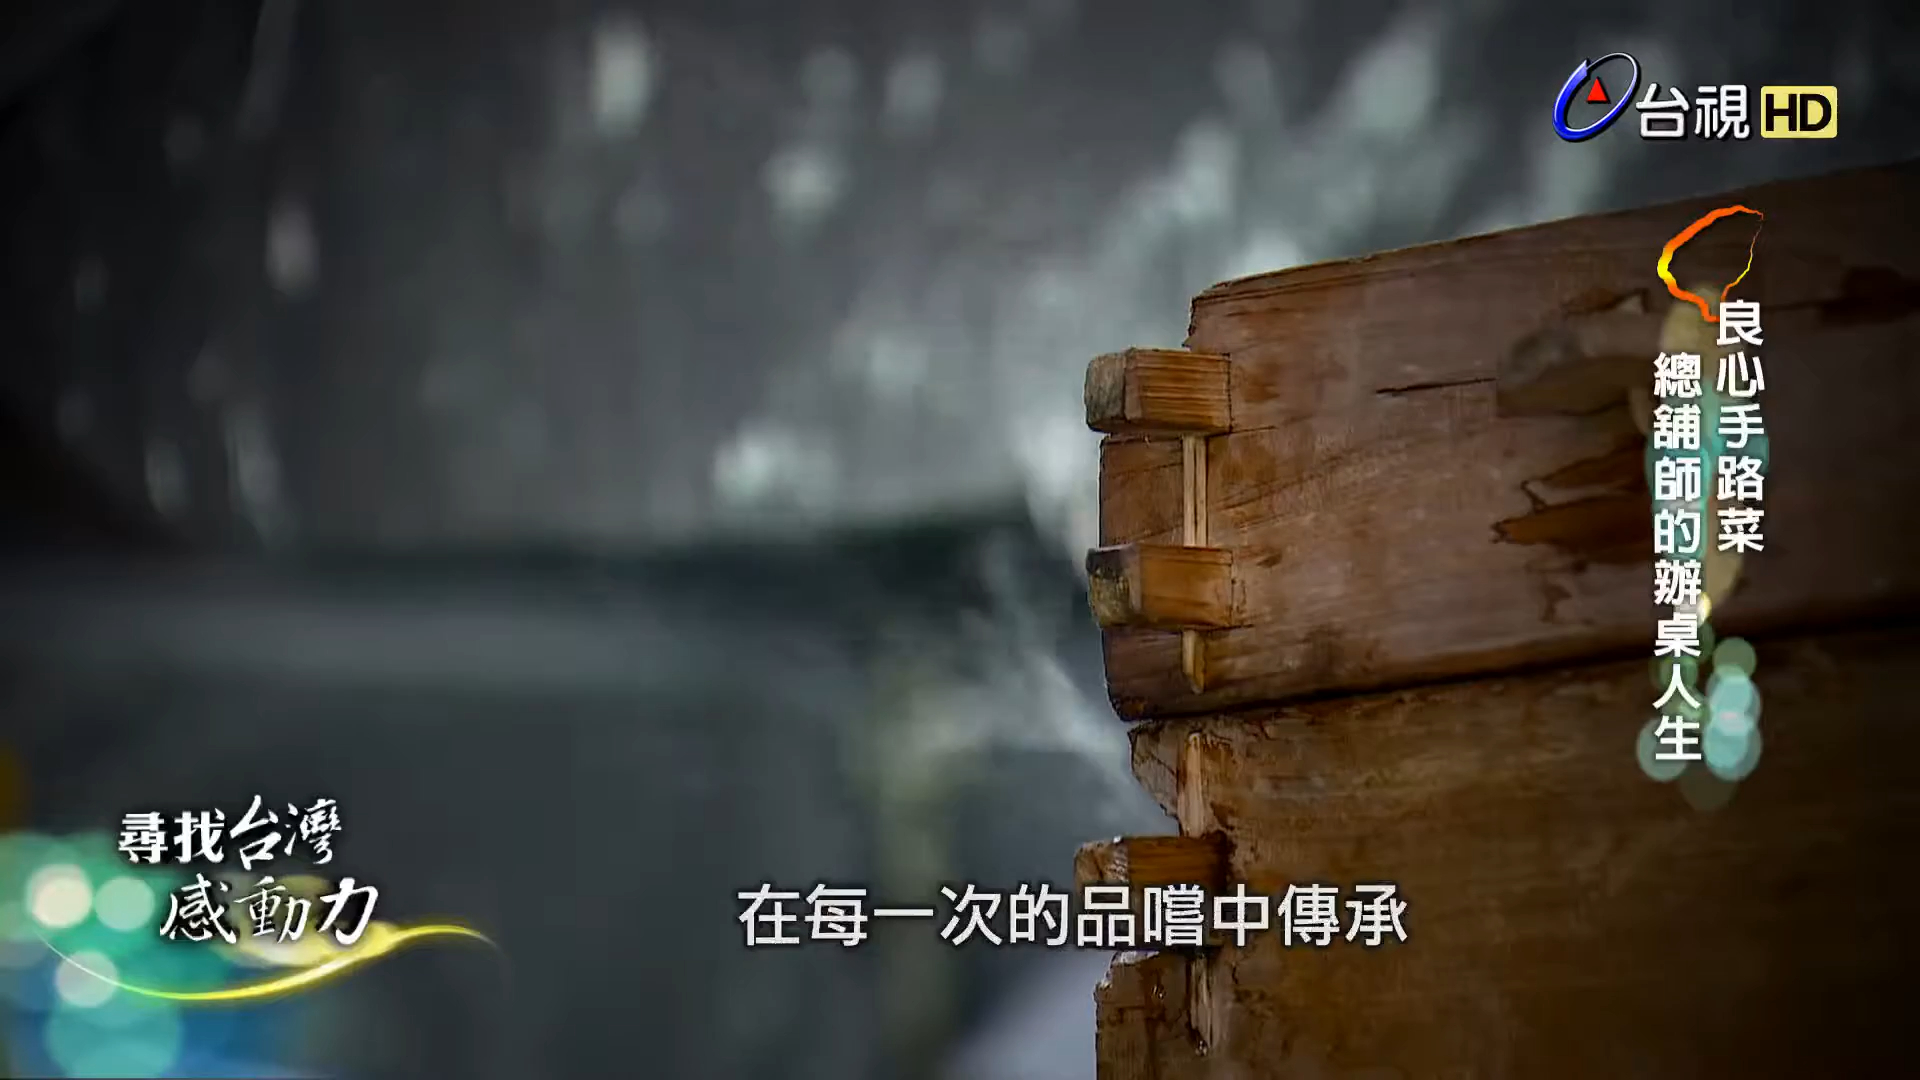 台視HD
良心手路菜
總舖師的辦桌人生
尋找台灣
感動力
在每一次的品嚐中傳承